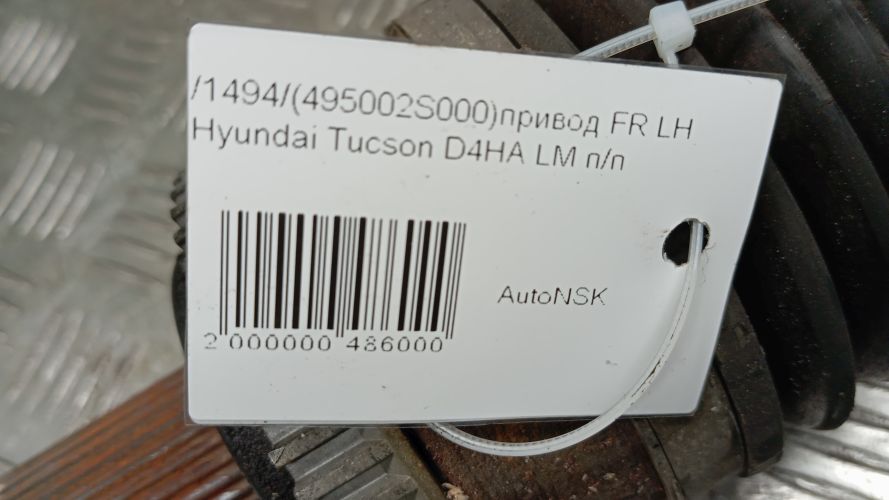 /1494/(495002S000)привод FR LH
Hyundai Tucson D4HA LM п/п
AutoNSK
2 000000 486000